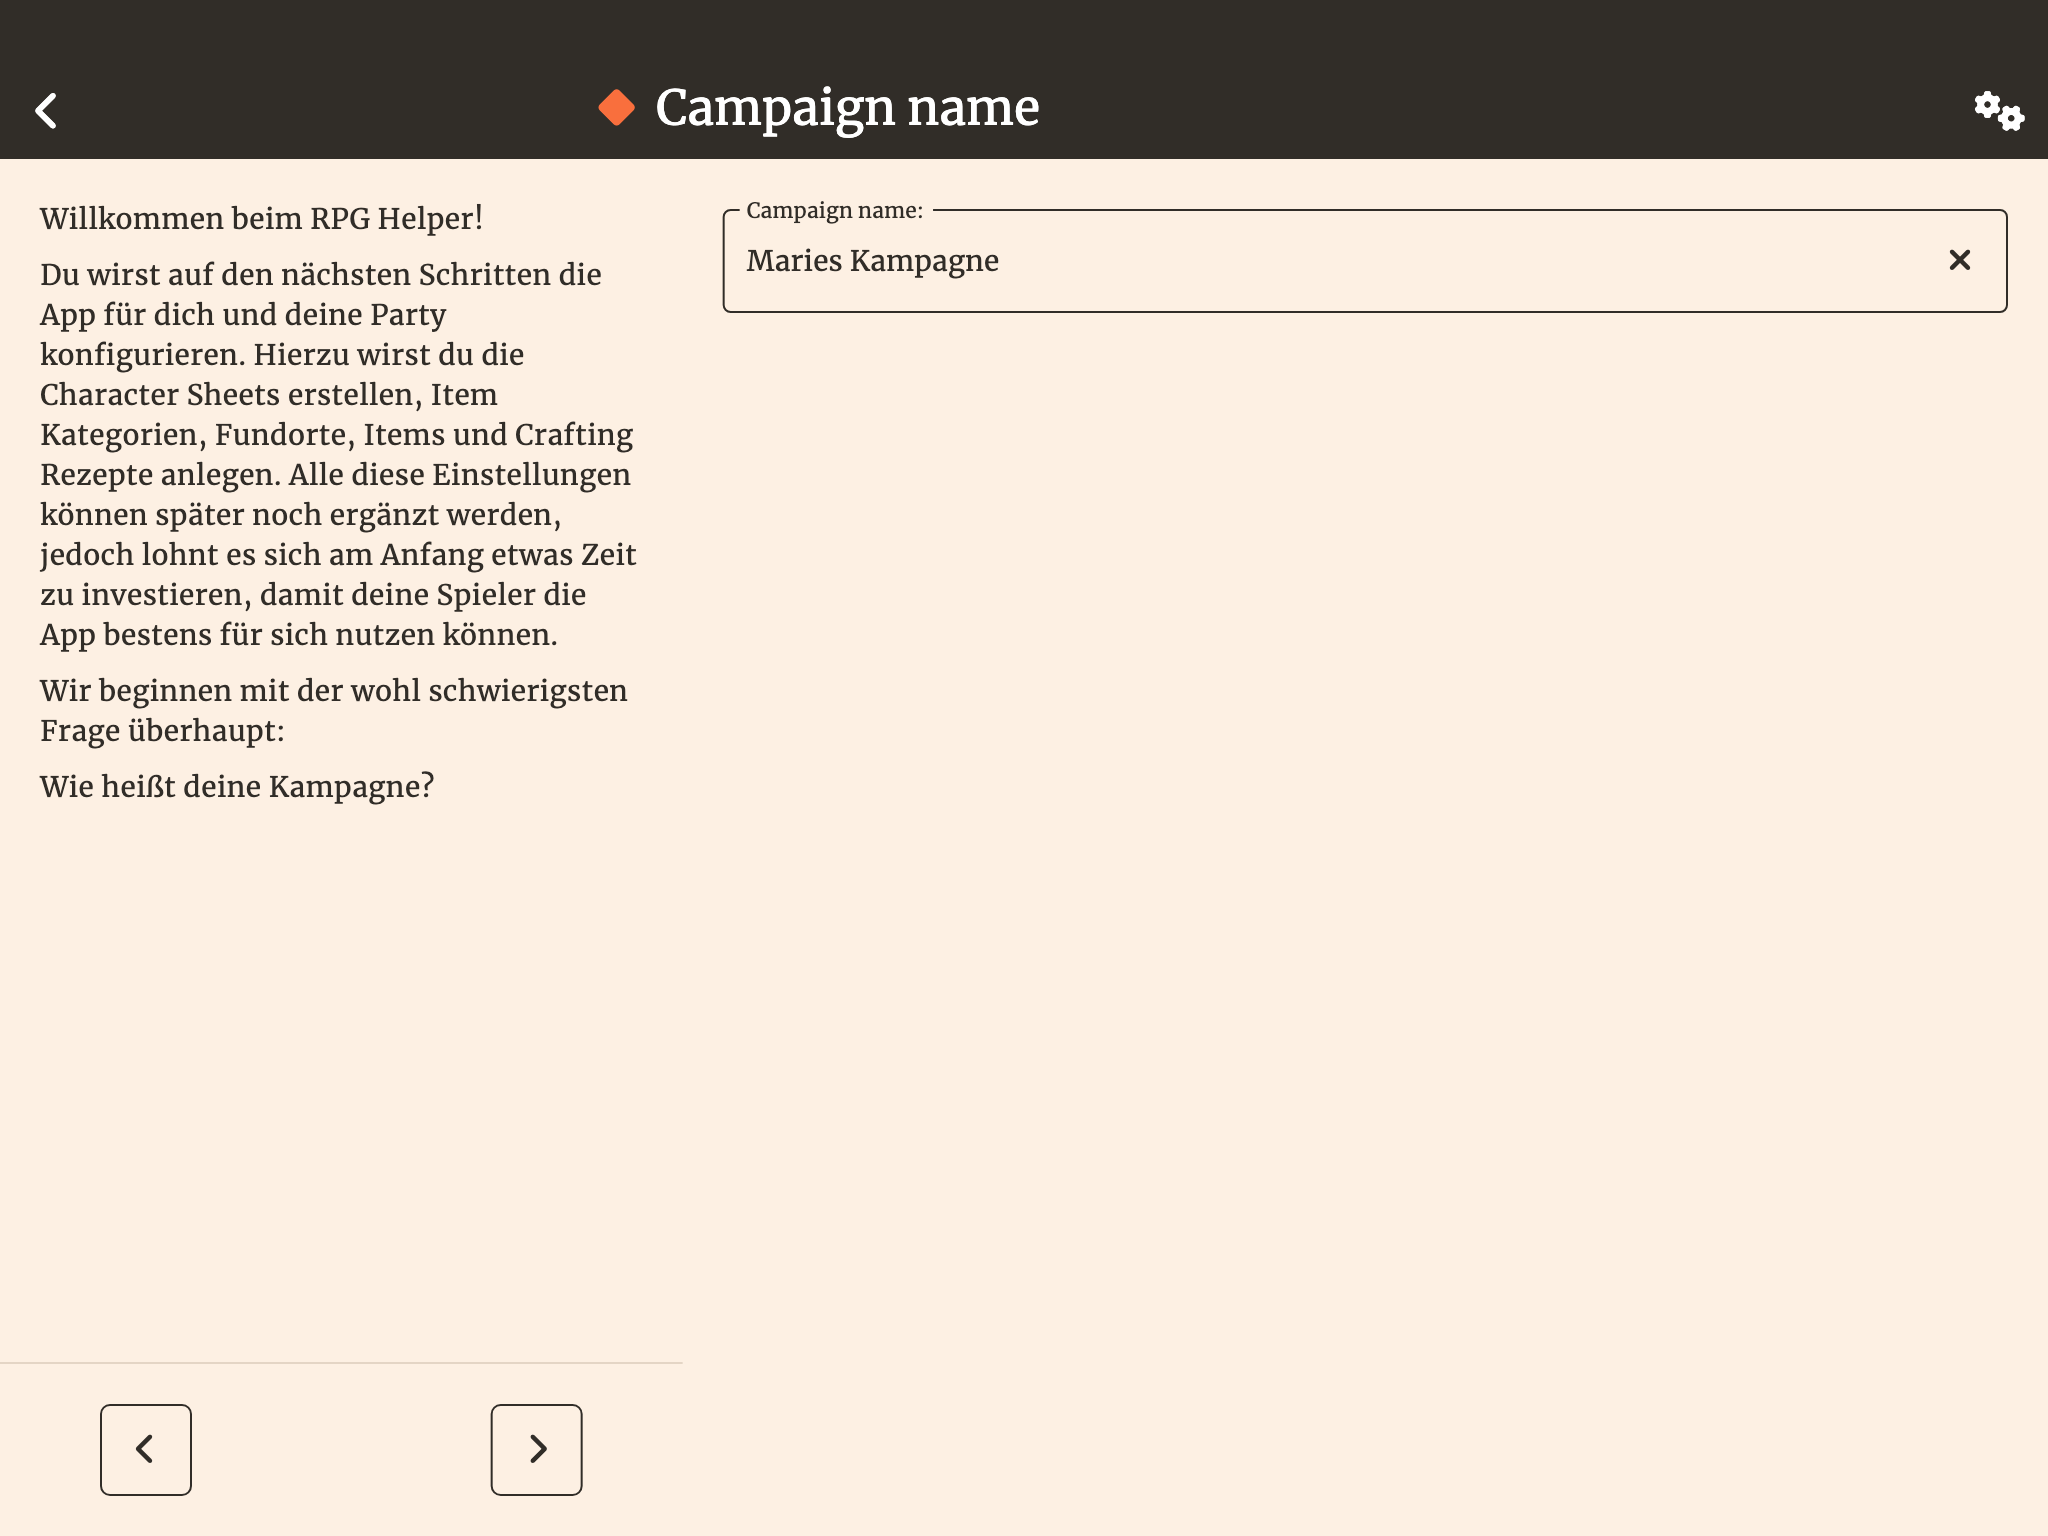 Campaign name
Willkommen beim RPG Helper!
Du wirst auf den nächsten Schritten die
App für dich und deine Party
konfigurieren. Hierzu wirst du die
Character Sheets erstellen, Item
Kategorien, Fundorte, Items und Crafting
Rezepte anlegen. Alle diese Einstellungen
können später noch ergänzt werden,
jedoch lohnt es sich am Anfang etwas Zeit
zu investieren, damit deine Spieler die
App bestens für sich nutzen können.
Wir beginnen mit der wohl schwierigsten
Frage überhaupt:
Wie heißt deine Kampagne?
Campaign name:
Maries Kampagne